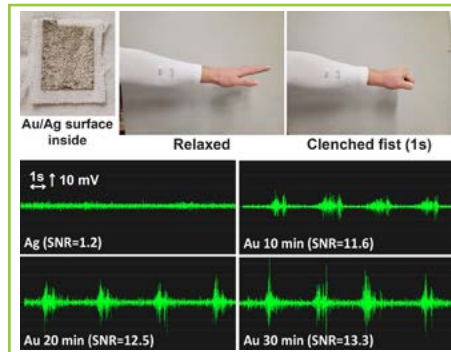 Au/Ag surface
inside
Relaxed
Clenched fist (1s)
1s
10 mV
Ag (SNR=1.2)
Au 10 min (SNR=11.6)
Au 20 min (SNR=12.5)
Au 30 min (SNR=13.3)